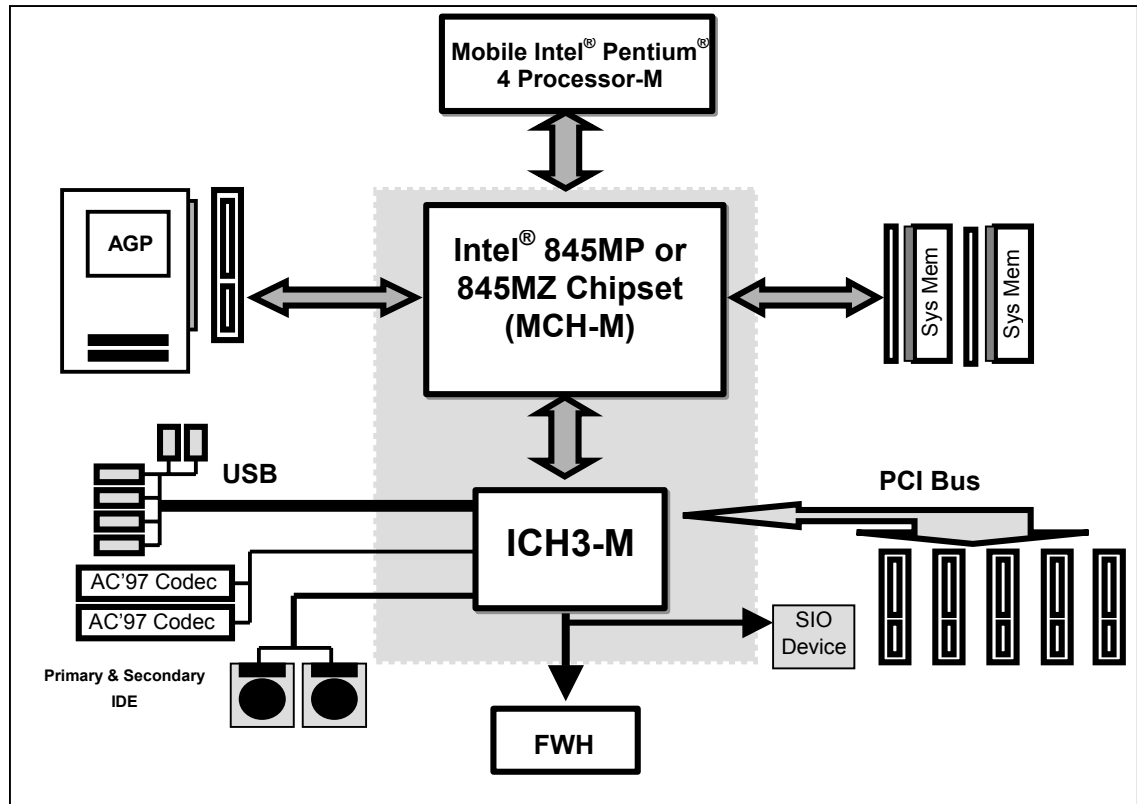 Mobile Intel® Pentium®
4 Processor-M
AGP
Intel® 845MP or
845MZ Chipset
(MCH-M)
Sys Mem
Sys Mem
USB
PCI Bus
ICH3-M
AC'97 Codec
AC'97 Codec
SIO
Device
Primary & Secondary
IDE
FWH